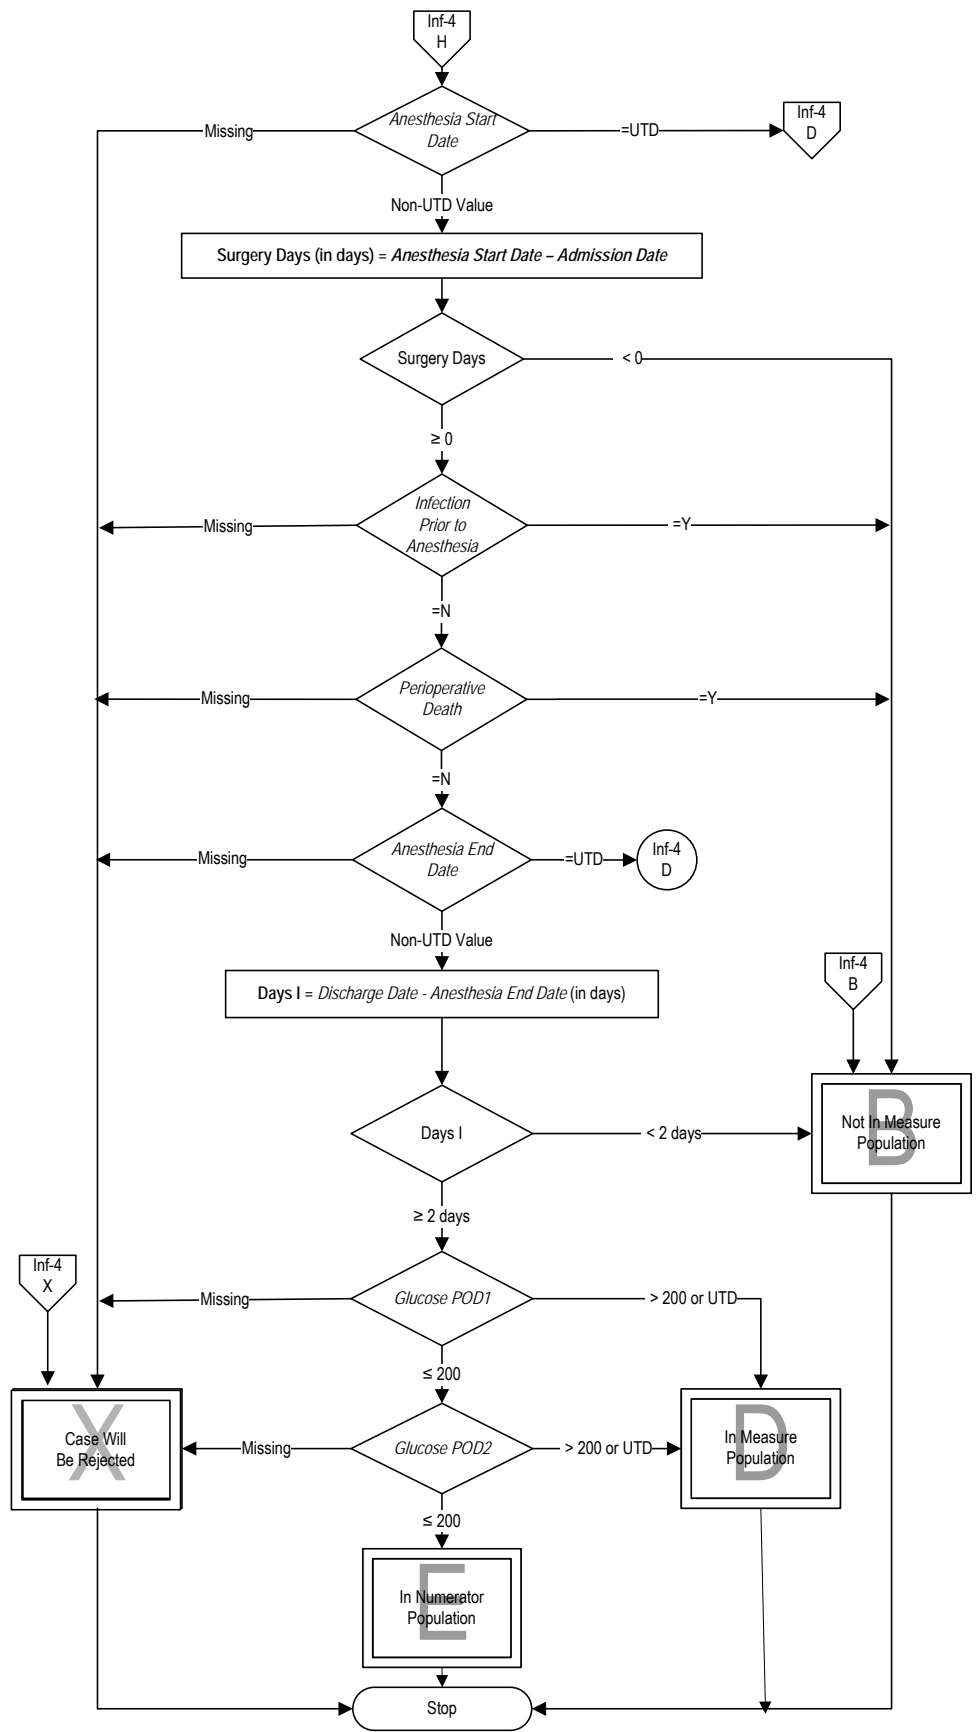 Inf-4
H
Anesthesia Start
Date
Missing
=UTD
Inf-4
D
Non-UTD Value
Surgery Days (in days) = Anesthesia Start Date – Admission Date
Surgery Days
< 0
≥ 0
Infection
Prior to
Anesthesia
Missing
=Y
=N
Perioperative
Death
Missing
=Y
=N
Anesthesia End
Date
Missing
=UTD
Inf-4
D
Non-UTD Value
Days I = Discharge Date - Anesthesia End Date (in days)
Inf-4
B
Days I
< 2 days
B
Not In Measure
Population
≥ 2 days
Inf-4
X
Glucose POD1
Missing
> 200 or UTD
≤ 200
X
Case Will
Be Rejected
Missing
Glucose POD2
> 200 or UTD
D
In Measure
Population
≤ 200
E
In Numerator
Population
Stop